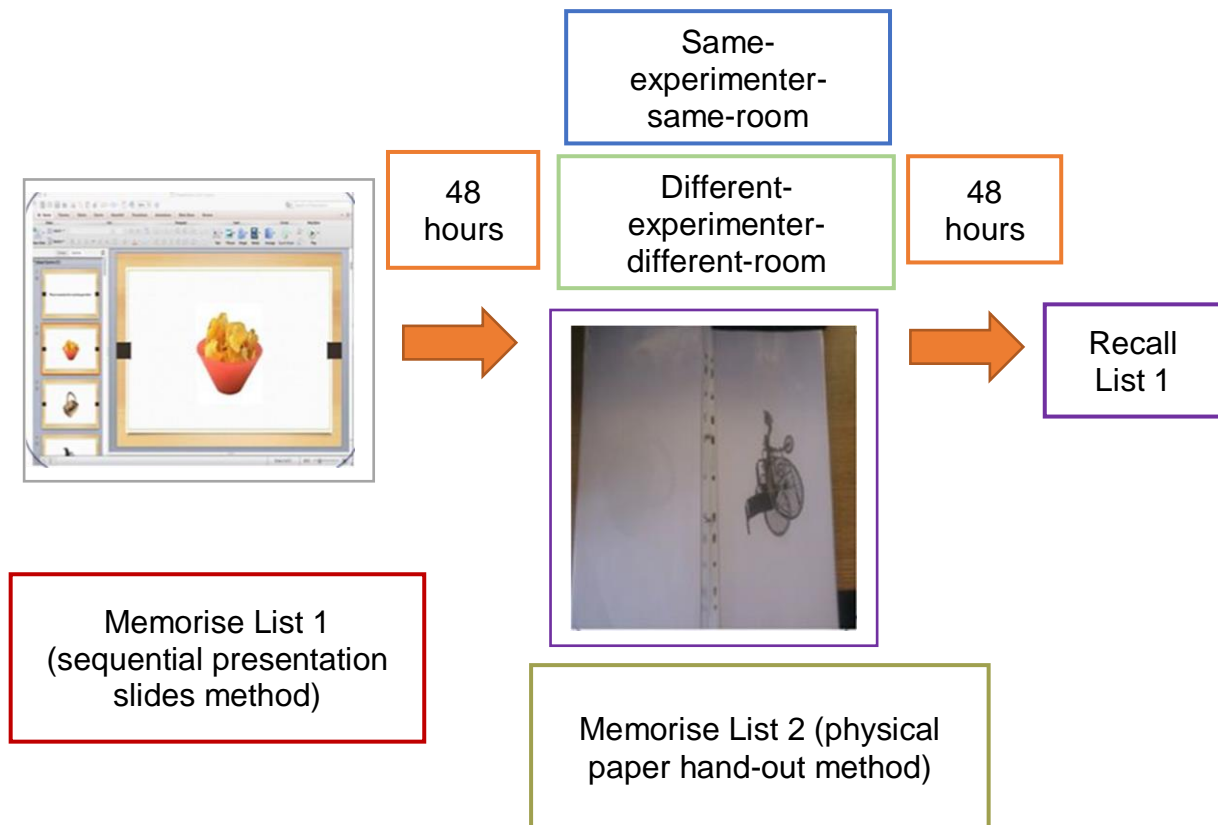 Same-
experimenter-
same-room
48
hours
Different-
experimenter-
different-room
48
hours
Recall
List 1
Memorise List 1
(sequential presentation
slides method)
Memorise List 2 (physical
paper hand-out method)